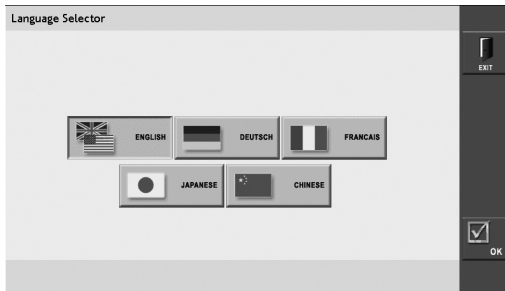 Language Selector
EXIT
ENGLISH
DEUTSCH
FRANCAIS
JAPANESE
CHINESE
OK